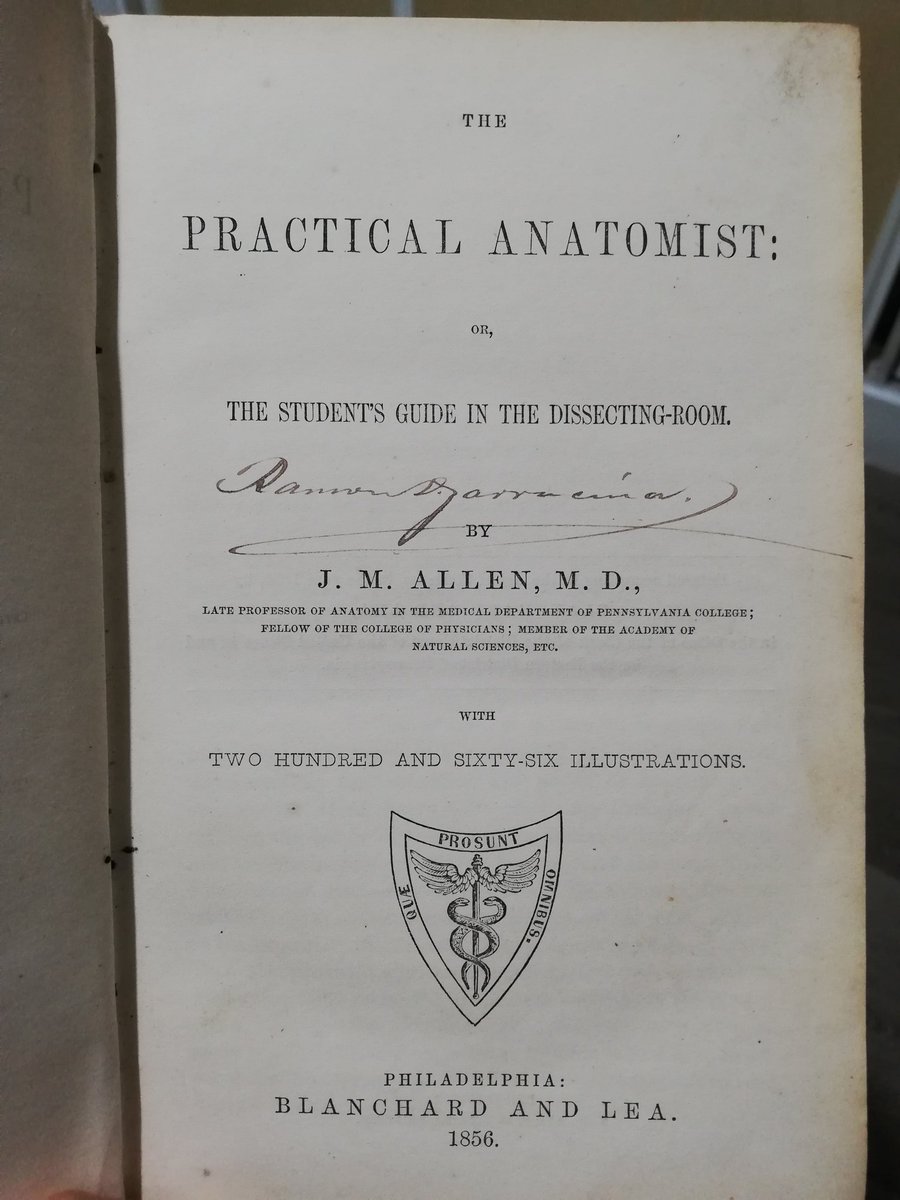 THE
PRACTICAL ANATOMIST:
OR,
THE STUDENT'S GUIDE IN THE DISSECTING-ROOM.
Ramon
BY
J. M. ALLEN, M. D.,
LATE PROFESSOR OF ANATOMY IN THE MEDICAL DEPARTMENT OF PENNSYLVANIA COLLEGE;
FELLOW OF THE COLLEGE OF PHYSICIANS; MEMBER OF THE ACADEMY OF
NATURAL SCIENCES, ETC.
WITH
TWO HUNDRED AND SIXTY-SIX ILLUSTRATIONS.
QUÆ PROSUNT OMNIBUS.
PHILADELPHIA:
BLANCHARD AND LEA.
1856.